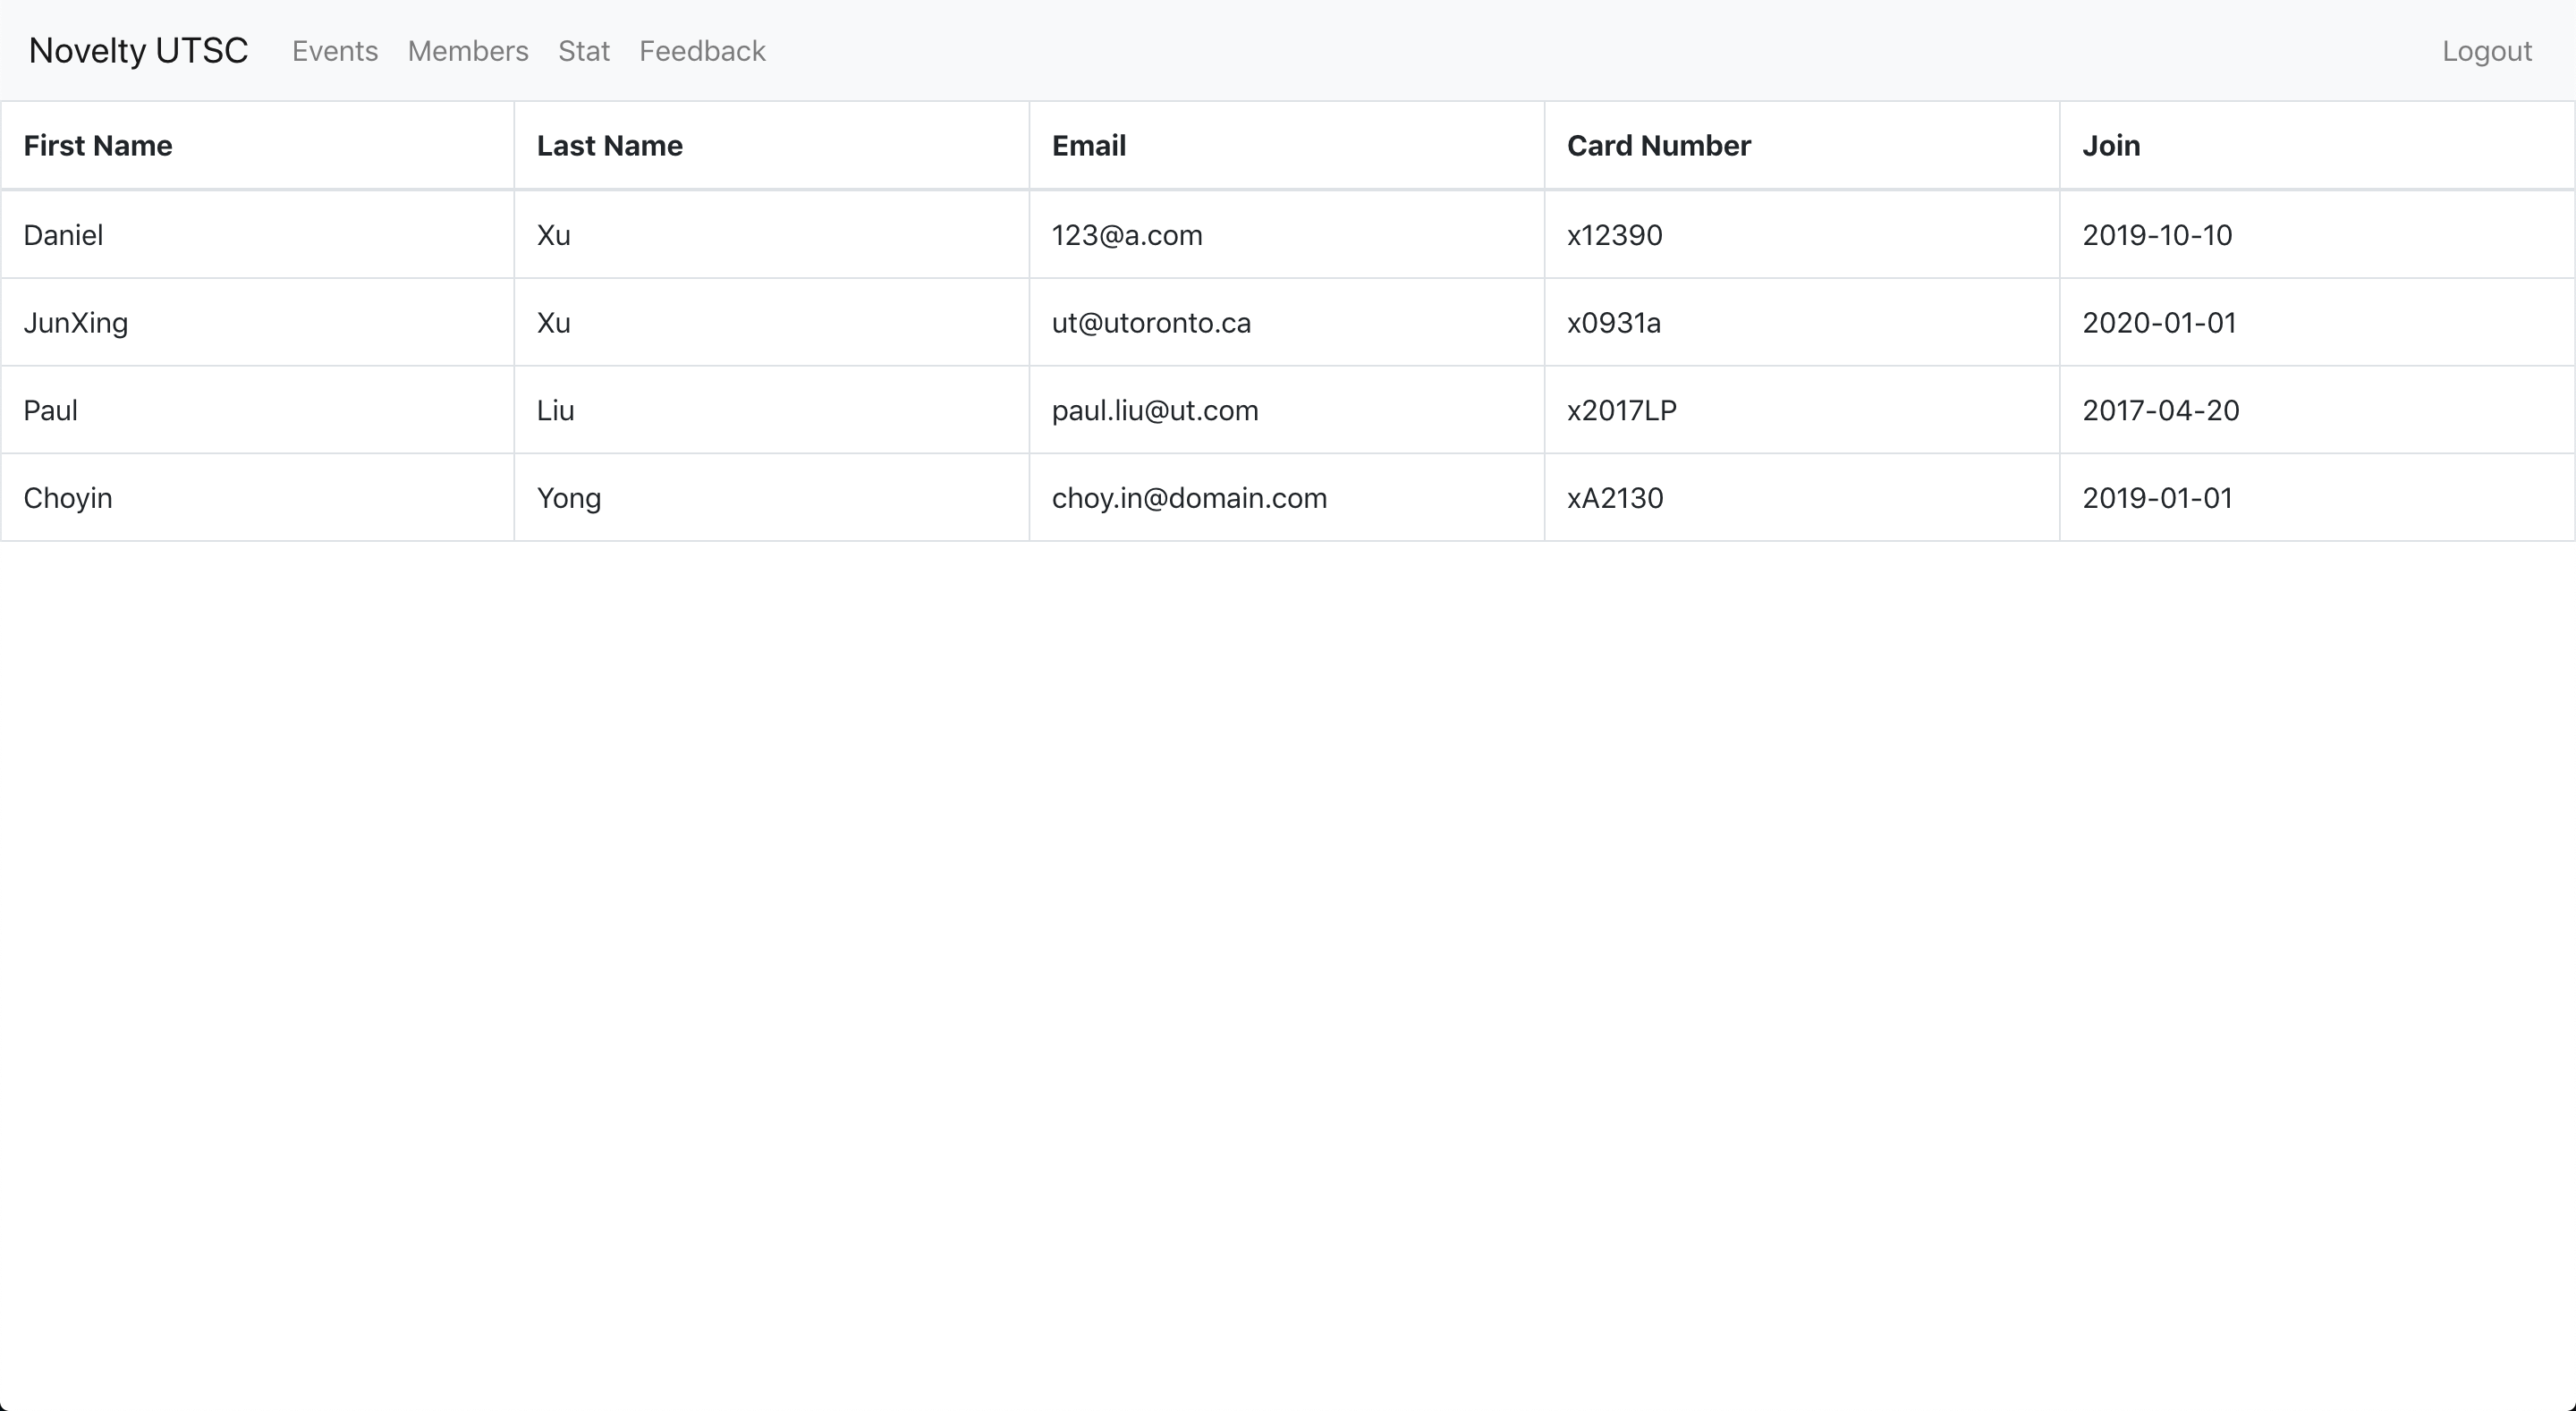 Novelty UTSC Events Members Stat Feedback Logout
First Name Last Name Email Card Number Join
Daniel Xu 123@a.com x12390 2019-10-10
JunXing Xu ut@utoronto.ca x0931a 2020-01-01
Paul Liu paul.liu@ut.com x2017LP 2017-04-20
Choyin Yong choy.in@domain.com xA2130 2019-01-01